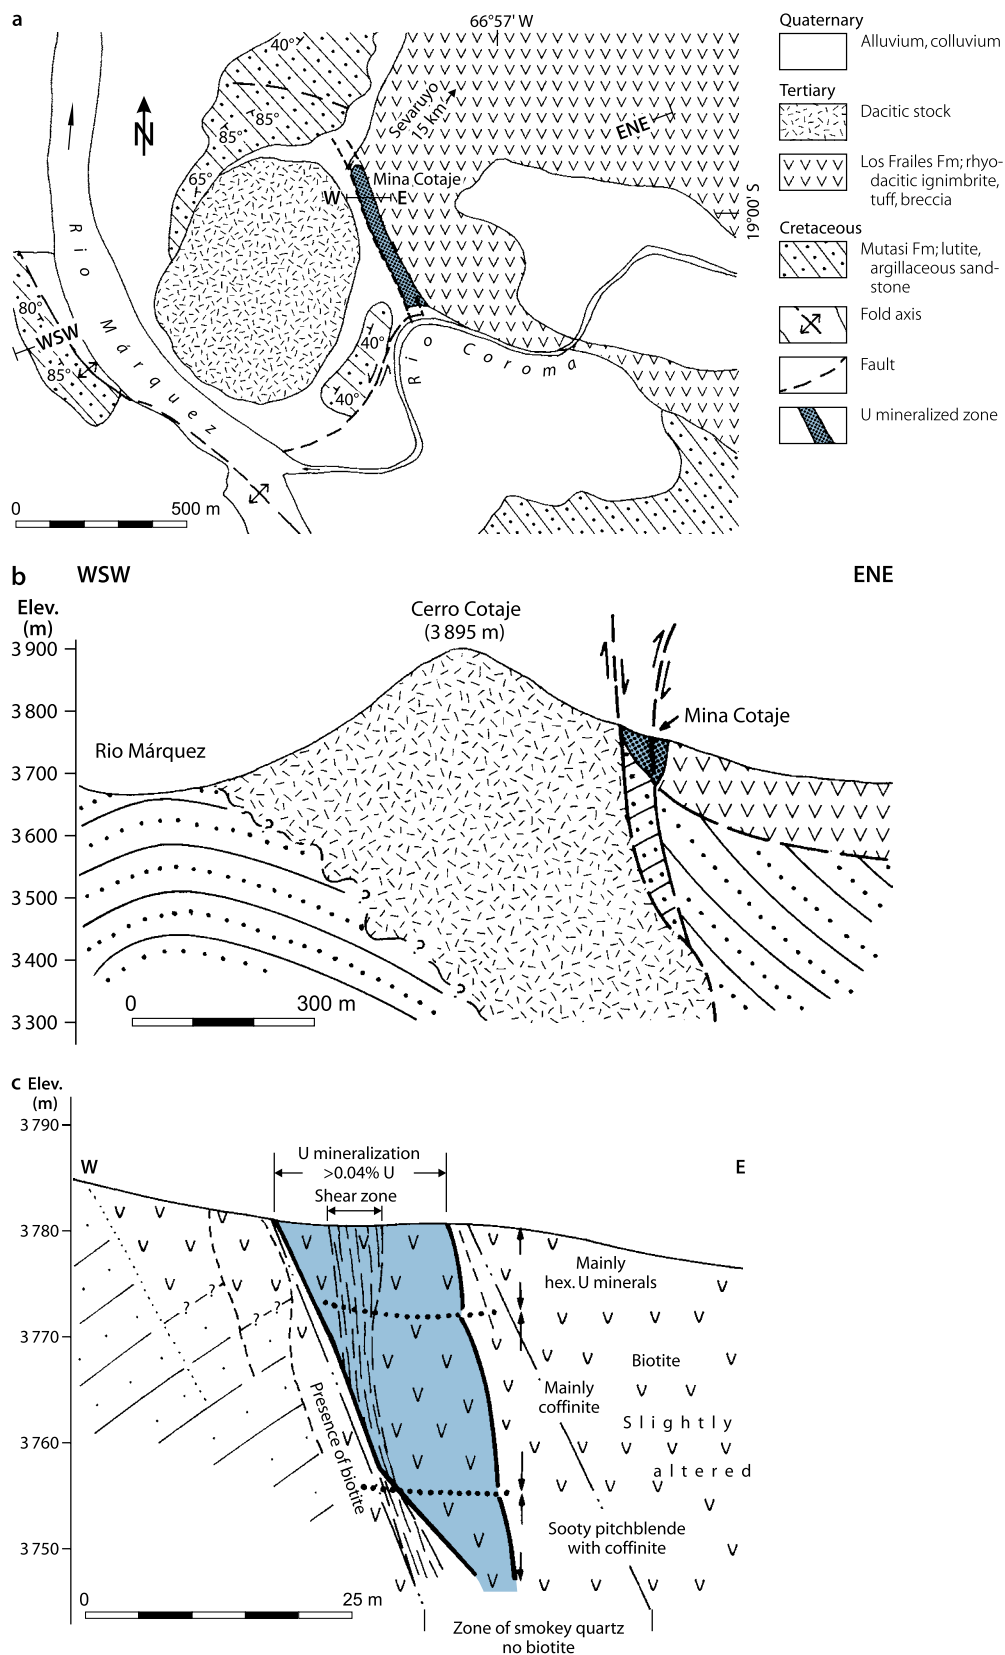 a
66°57' W
40°
85°
85°
65°
N
Sevaruyo
15 km
ENE
Mina Cotaje
W
E
19°00' S
Rio Márquez
80°
WSW
85°
40°
40°
Rio Coroma
0
500 m
Quaternary
Alluvium, colluvium
Tertiary
Dacitic stock
Los Frailes Fm; rhyo-
dacitic ignimbrite,
tuff, breccia
Cretaceous
Mutasi Fm; lutite,
argillaceous sand-
stone
Fold axis
Fault
U mineralized zone
b
WSW
ENE
Elev.
(m)
Cerro Cotaje
(3 895 m)
3 900
3 800
3 700
3 600
3 500
3 400
3 300
Rio Márquez
Mina Cotaje
?
?
?
?
0
300 m
c
Elev.
(m)
3 790
3 780
3 770
3 760
3 750
W
E
U mineralization
>0.04% U
Shear zone
Mainly
hex. U minerals
? ? ?
?
Biotite
Mainly
coffinite
Slightly
altered
Presence of biotite
Sooty pitchblende
with coffinite
0
25 m
Zone of smokey quartz
no biotite